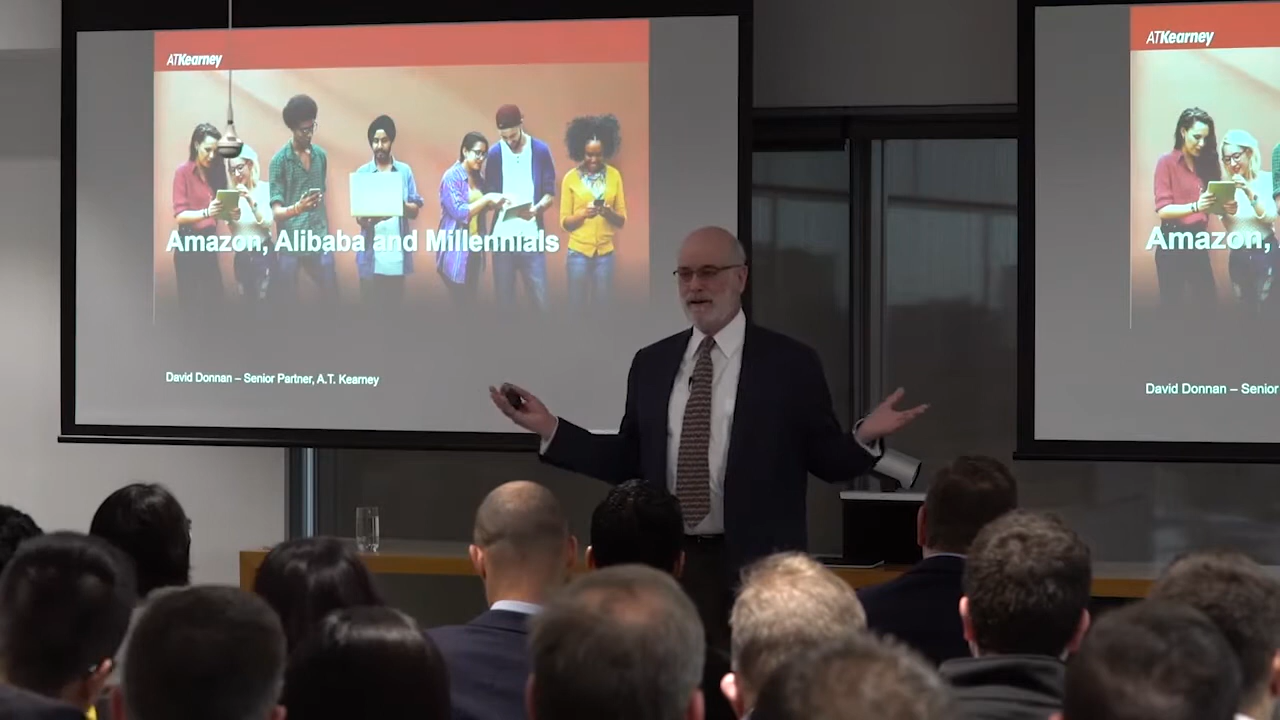 ATKearney
Amazon, Alibaba and Millennials
David Donnan – Senior Partner, A.T. Kearney
ATKearney
Amazon,
David Donnan – Senior